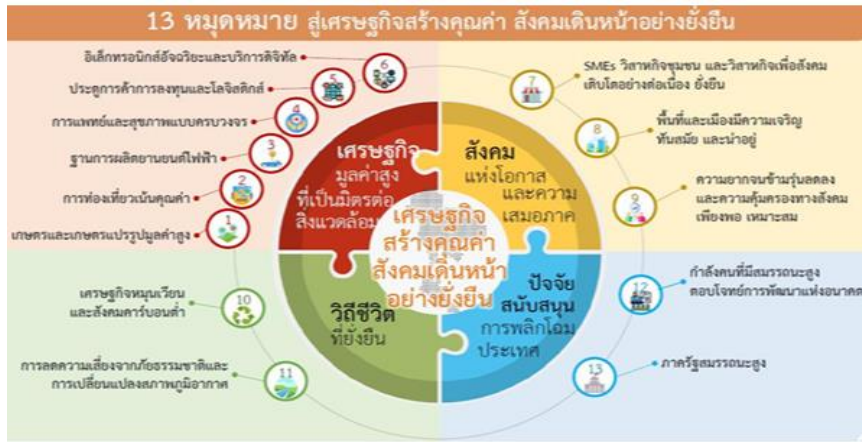 13 หมุดหมาย สู่เศรษฐกิจสร้างคุณค่า สังคมเดินหน้าอย่างยั่งยืน
อิเล็กทรอนิกส์อัจฉริยะและบริการดิจิทัล
6
ประตูการค้าการลงทุนและโลจิสติกส์
5
การแพทย์และสุขภาพแบบครบวงจร
4
ฐานการผลิตยานยนต์ไฟฟ้า
3
การท่องเที่ยวเน้นคุณค่า
2
เกษตรและเกษตรแปรรูปมูลค่าสูง
1
เศรษฐกิจ
มูลค่าสูง
ที่เป็นมิตรต่อ
สิ่งแวดล้อม
สังคม
แห่งโอกาส
และความ
เสมอภาค
7
SMEs วิสาหกิจชุมชน และวิสาหกิจเพื่อสังคม
เติบโตอย่างต่อเนื่อง ยั่งยืน
8
พื้นที่และเมืองมีความเจริญ
ทันสมัย และน่าอยู่
9
ความยากจนข้ามรุ่นลดลง
และความคุ้มครองทางสังคม
เพียงพอ เหมาะสม
เศรษฐกิจ
สร้างคุณค่า
สังคมเดินหน้า
อย่างยั่งยืน
เศรษฐกิจหมุนเวียน
และสังคมคาร์บอนต่ำ
10
การลดความเสี่ยงจากภัยธรรมชาติและ
การเปลี่ยนแปลงสภาพภูมิอากาศ
11
วิถีชีวิต
ที่ยั่งยืน
ปัจจัย
สนับสนุน
การพลิกโฉม
ประเทศ
12
กำลังคนที่มีสมรรถนะสูง
ตอบโจทย์การพัฒนาแห่งอนาคต
13
ภาครัฐสมรรถนะสูง